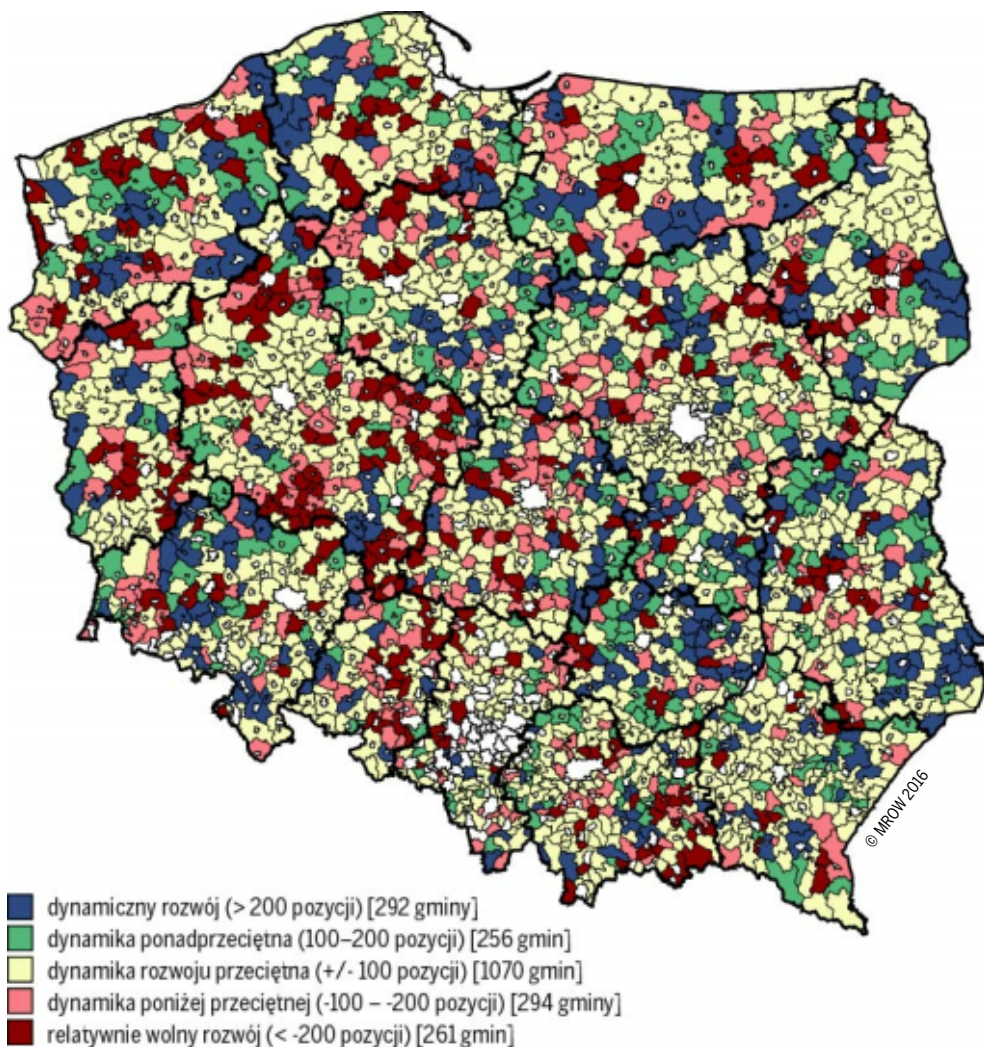 © MROW 2016
dynamiczny rozwój (> 200 pozycji) [292 gminy]
dynamika ponadprzeciętna (100–200 pozycji) [256 gmin]
dynamika rozwoju przeciętna (+/- 100 pozycji) [1070 gmin]
dynamika poniżej przeciętnej (-100 – -200 pozycji) [294 gminy]
relatywnie wolny rozwój (< -200 pozycji) [261 gmin]